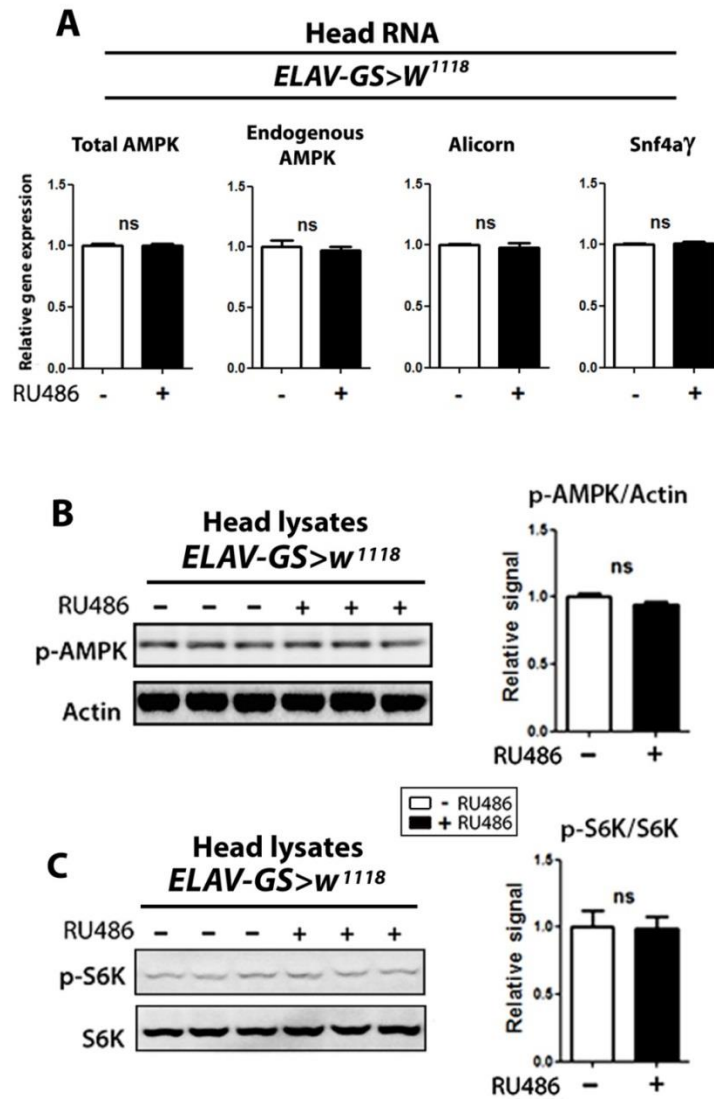 A
Head RNA
ELAV-GS>W1118
Total AMPK
Endogenous
AMPK
Alicorn
Snf4aγ
Relative gene expression
1.5
1.0
0.5
0.0
ns
1.5
1.0
0.5
0.0
ns
1.5
1.0
0.5
0.0
ns
1.5
1.0
0.5
0.0
ns
RU486 - + - + - + - +
B
Head lysates
ELAV-GS>w1118
RU486 − − − + + +
p-AMPK
Actin
p-AMPK/Actin
Relative signal
1.5
1.0
0.5
0.0
ns
RU486 − +
- RU486
+ RU486
C
Head lysates
ELAV-GS>w1118
RU486 − − − + + +
p-S6K
S6K
p-S6K/S6K
Relative signal
1.5
1.0
0.5
0.0
ns
RU486 − +